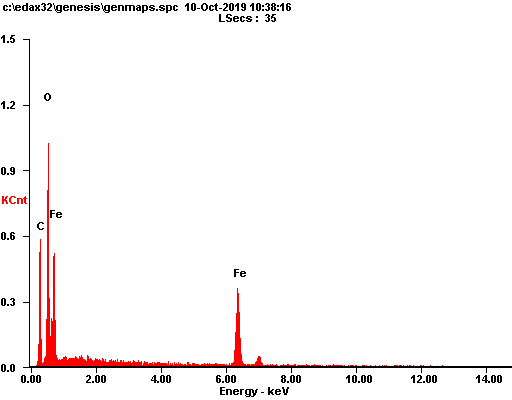 c:\edax32\genesis\genmaps.spc 10-Oct-2019 10:38:16
LSecs : 35
1.5
1.2
O
0.9
KCnt
Fe
C
0.6
Fe
0.3
0.0
0.00 2.00 4.00 6.00 8.00 10.00 12.00 14.00
Energy - keV